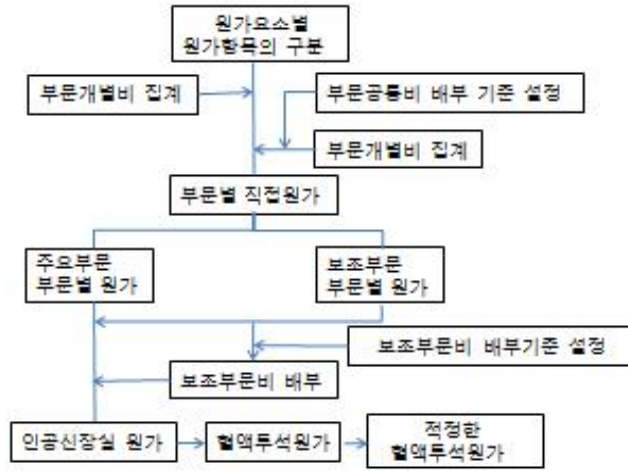 원가요소별
원가항목의 구분
부문개별비 집계
부문공통비 배부 기준 설정
부문개별비 집계
부문별 직접원가
주요부문
부문별 원가
보조부문
부문별 원가
보조부문비 배부기준 설정
보조부문비 배부
인공신장실 원가
혈액투석원가
적정한
혈액투석원가